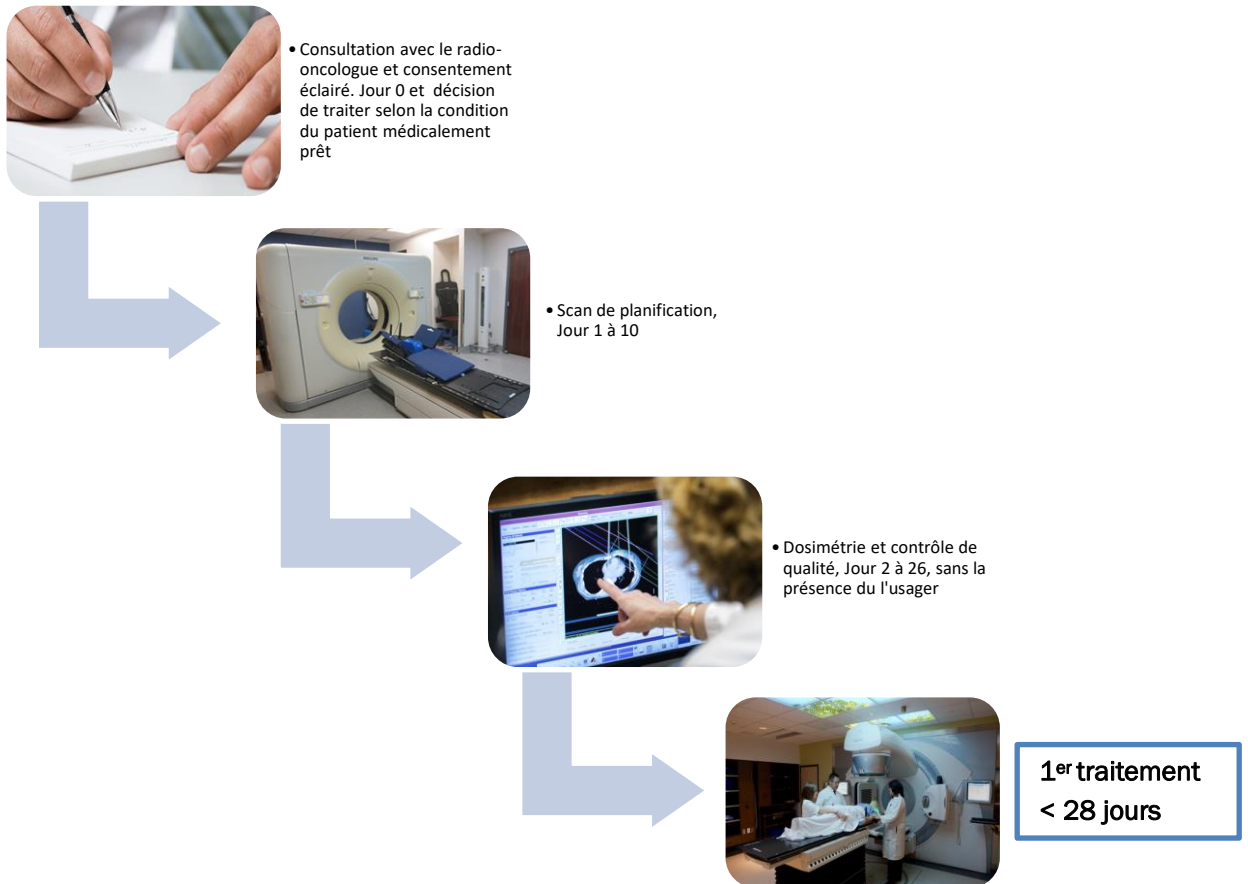 • Consultation avec le radio-
oncologue et consentement
éclairé. Jour 0 et décision
de traiter selon la condition
du patient médicalement
prêt
• Scan de planification,
Jour 1 à 10
• Dosimétrie et contrôle de
qualité, Jour 2 à 26, sans la
présence du l'usager
1er traitement
< 28 jours